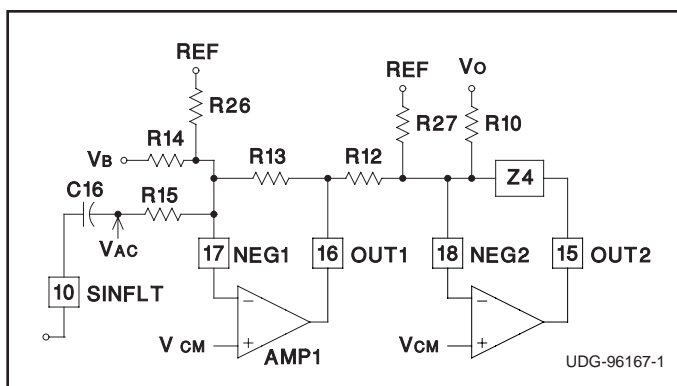 REF
R26
R14
VB
C16
R15
VAC
10
SINFLT
R13
R12
17
NEG1
16
OUT1
VCM
AMP1
REF
R27
VO
R10
Z4
18
NEG2
15
OUT2
VCM
UDG-96167-1